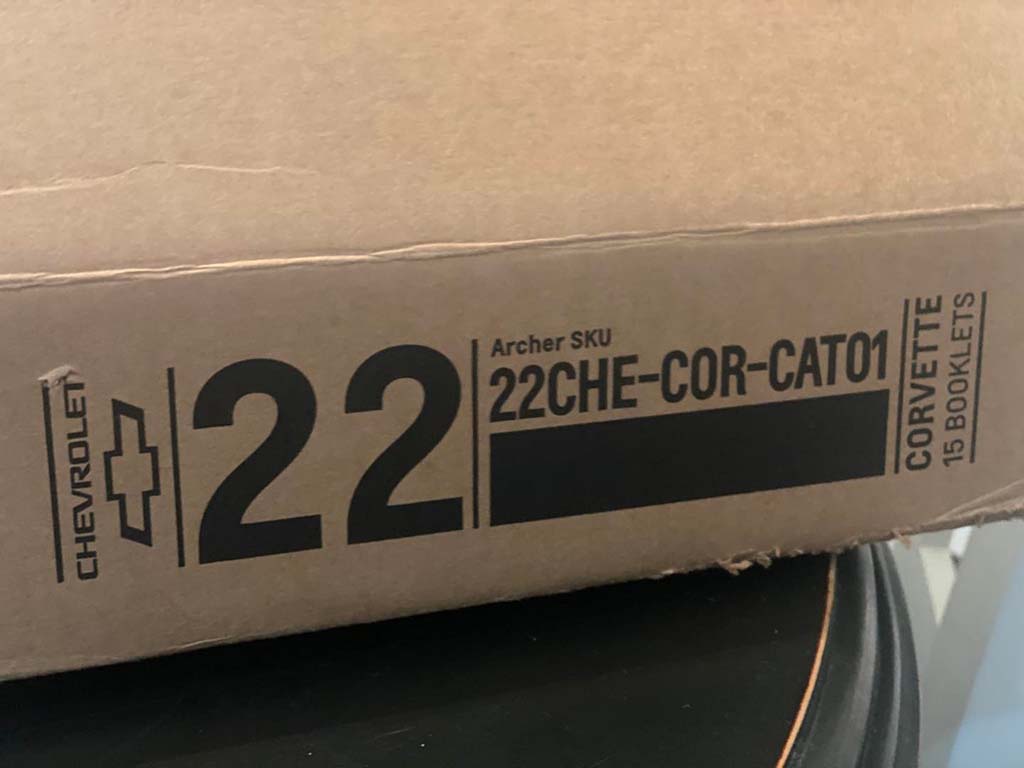 CHEVROLET
22
Archer SKU
22CHE-COR-CAT01
CORVETTE
15 BOOKLETS